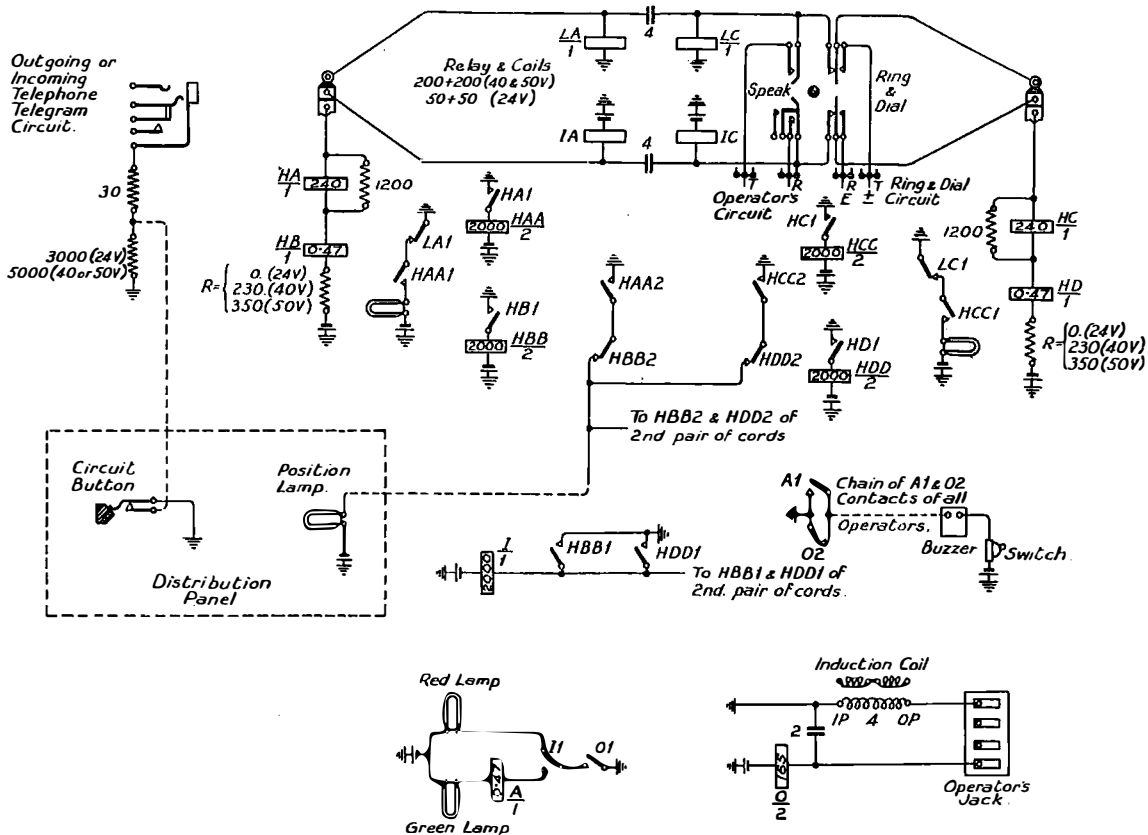 Outgoing or
Incoming
Telephone
Telegram
Circuit.
30
3000 (24V)
5000 (40 or 50V)
HA
1
240
1200
HB
1
0·47
R=
0. (24V)
230. (40V)
350 (50V)
LA1
HAA1
HA1
2000
HAA
2
HB1
2000
HBB
2
LA
1
4
LC
1
Relay & Coils
200+200 (40 & 50V)
50+50 (24V)
IA
4
IC
Speak
Ring
&
Dial
T
R
R
E
T
±
Operator's
Circuit
Ring & Dial
Circuit
HAA2
HBB2
HCC2
HDD2
To HBB2 & HDD2 of
2nd pair of cords
HC1
2000
HCC
2
HD1
2000
HDD
2
LC1
HCC1
1200
240
HC
1
0·47
HD
1
R=
0. (24V)
230 (40V)
350 (50V)
Circuit
Button
Position
Lamp.
Distribution
Panel
I
1
2000
HBB1
HDD1
To HBB1 & HDD1 of
2nd. pair of cords.
A1
O2
Chain of A1 & O2
Contacts of all
Operators,
Buzzer
Switch.
Red Lamp
I1
O1
0·47
A
1
Green Lamp
Induction Coil
1P
4
OP
2
165
O
2
Operator's
Jack.